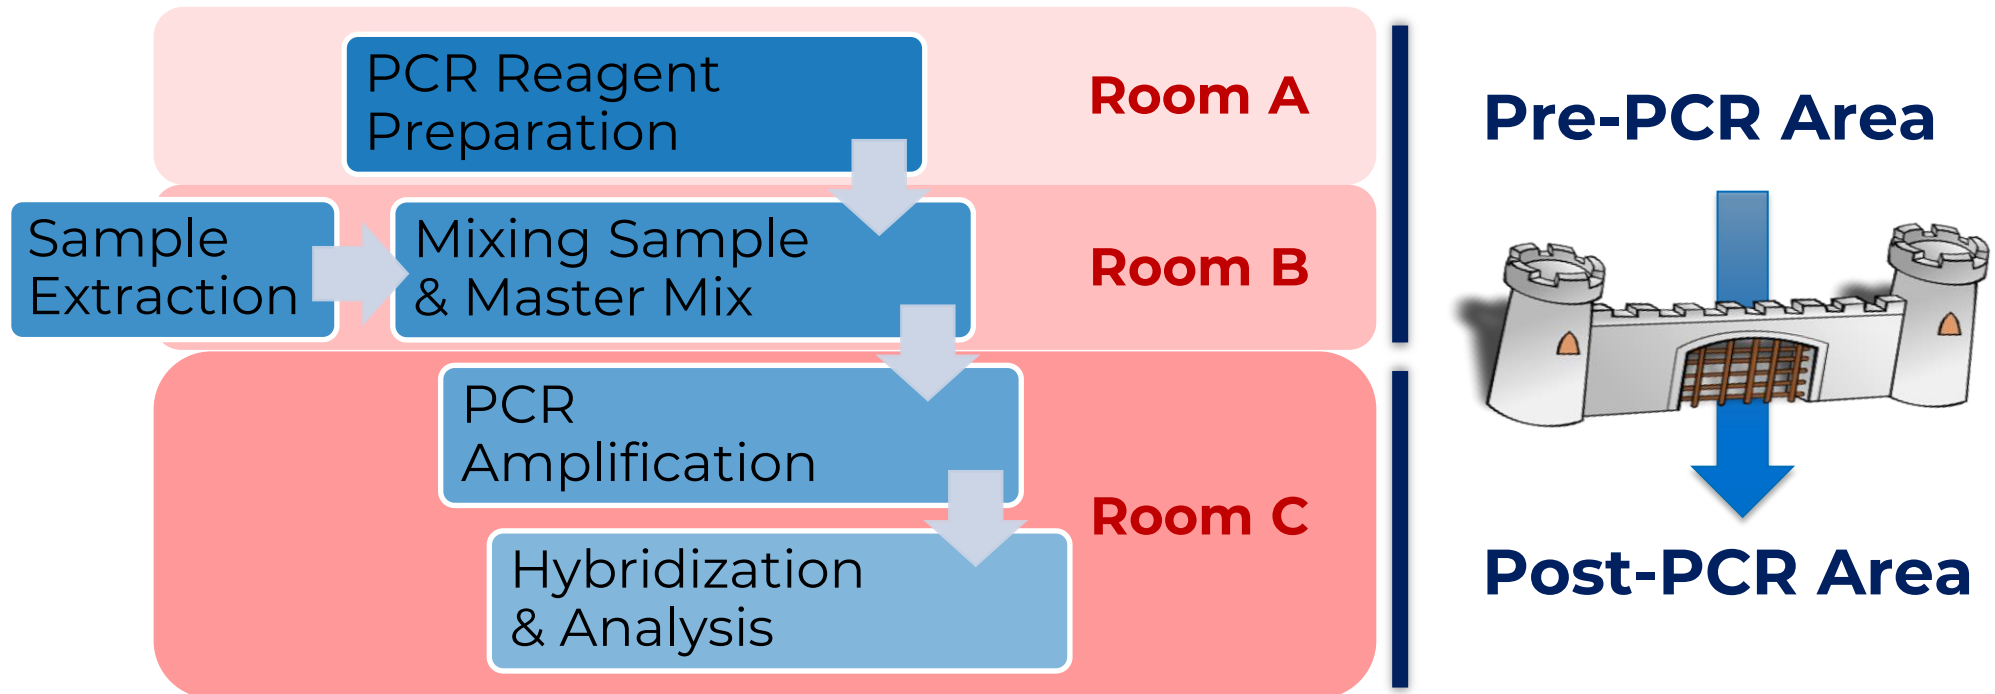 PCR Reagent
Preparation
Room A
Sample
Extraction
Mixing Sample
& Master Mix
Room B
PCR
Amplification
Hybridization
& Analysis
Room C
Pre-PCR Area
Post-PCR Area